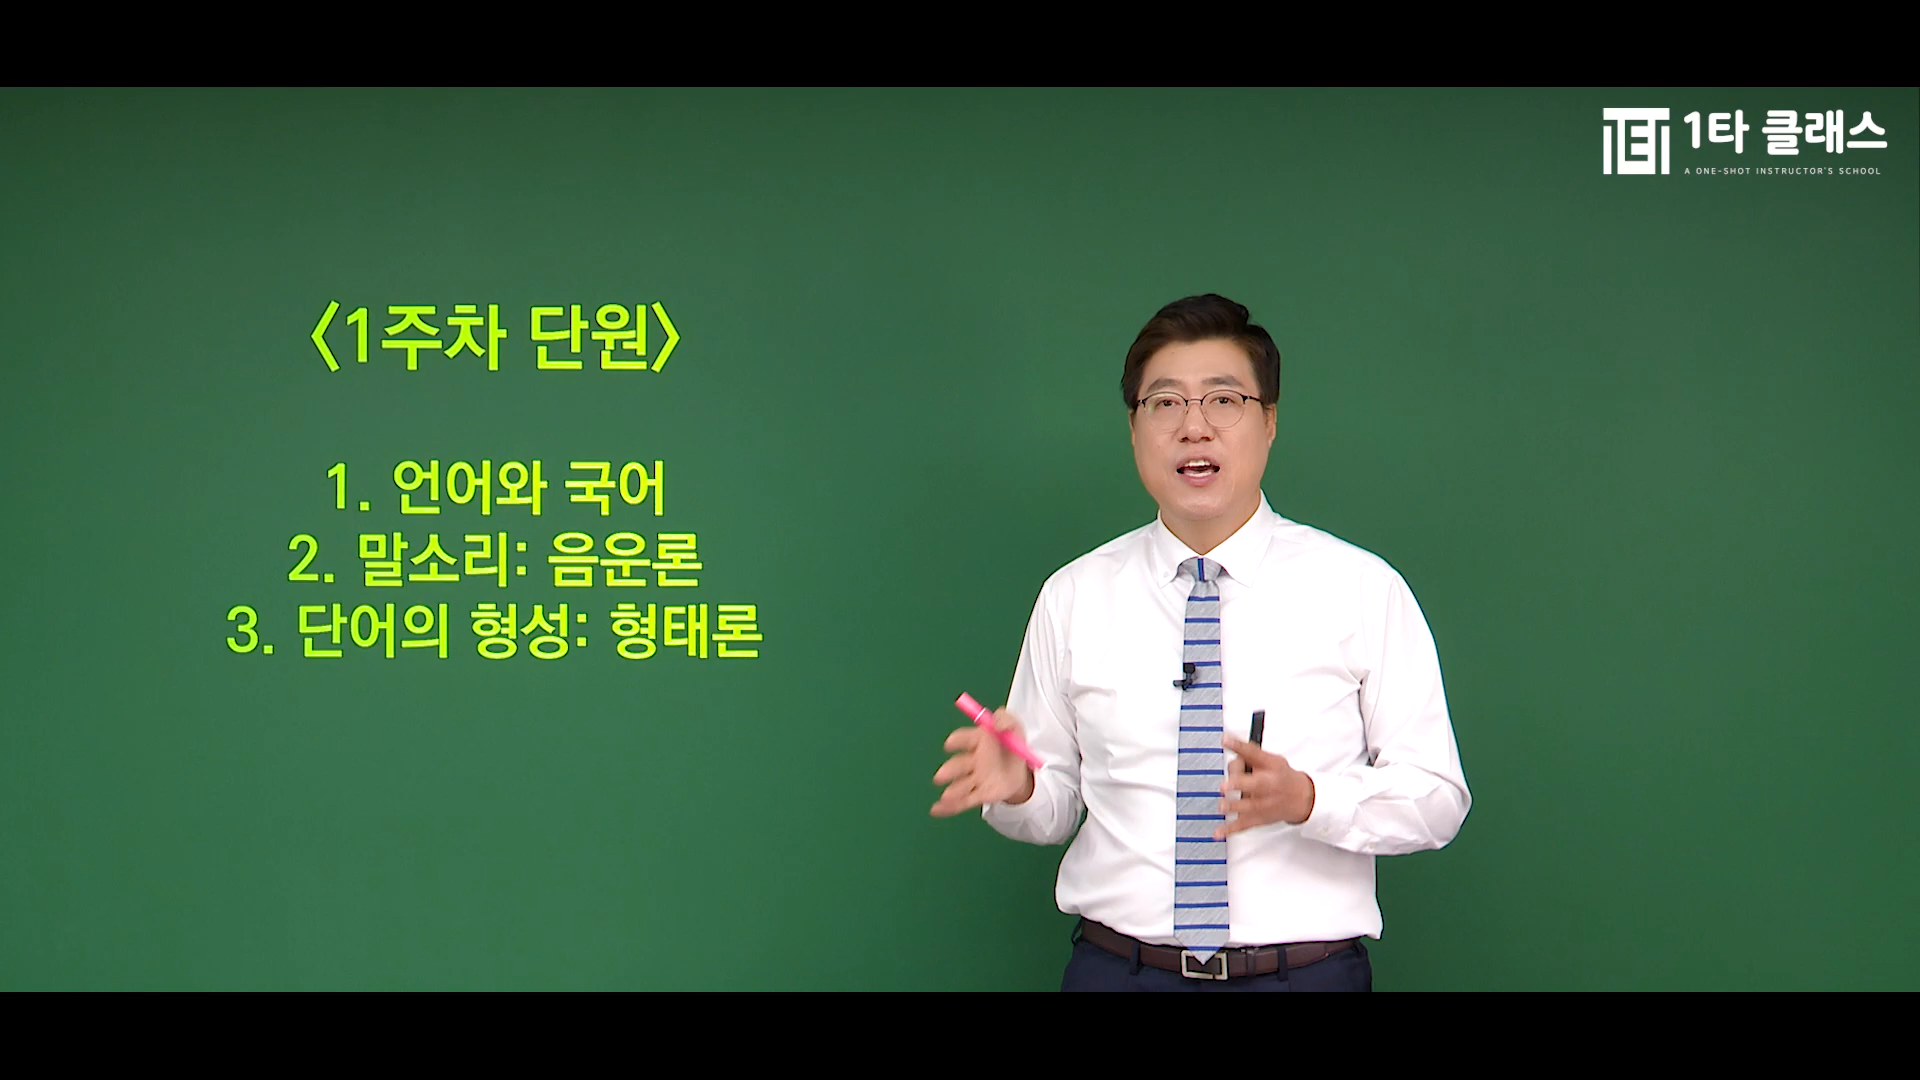 1타 클래스
A ONE-SHOT INSTRUCTOR'S SCHOOL
〈1주차 단원〉
1. 언어와 국어
2. 말소리: 음운론
3. 단어의 형성: 형태론